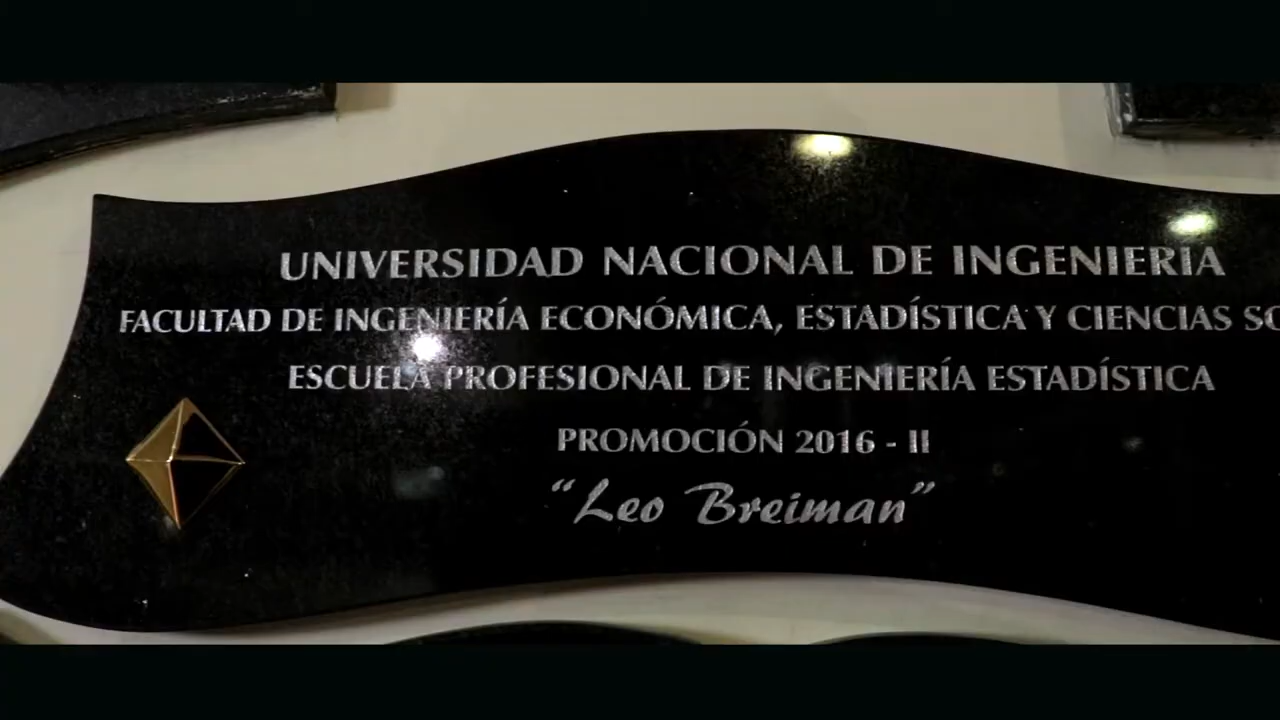 UNIVERSIDAD NACIONAL DE INGENIERIA
FACULTAD DE INGENIERÍA ECONÓMICA, ESTADÍSTICA Y CIENCIAS
ESCUELA PROFESIONAL DE INGENIERÍA ESTADÍSTICA
PROMOCIÓN 2016 - II
“Leo Breiman”